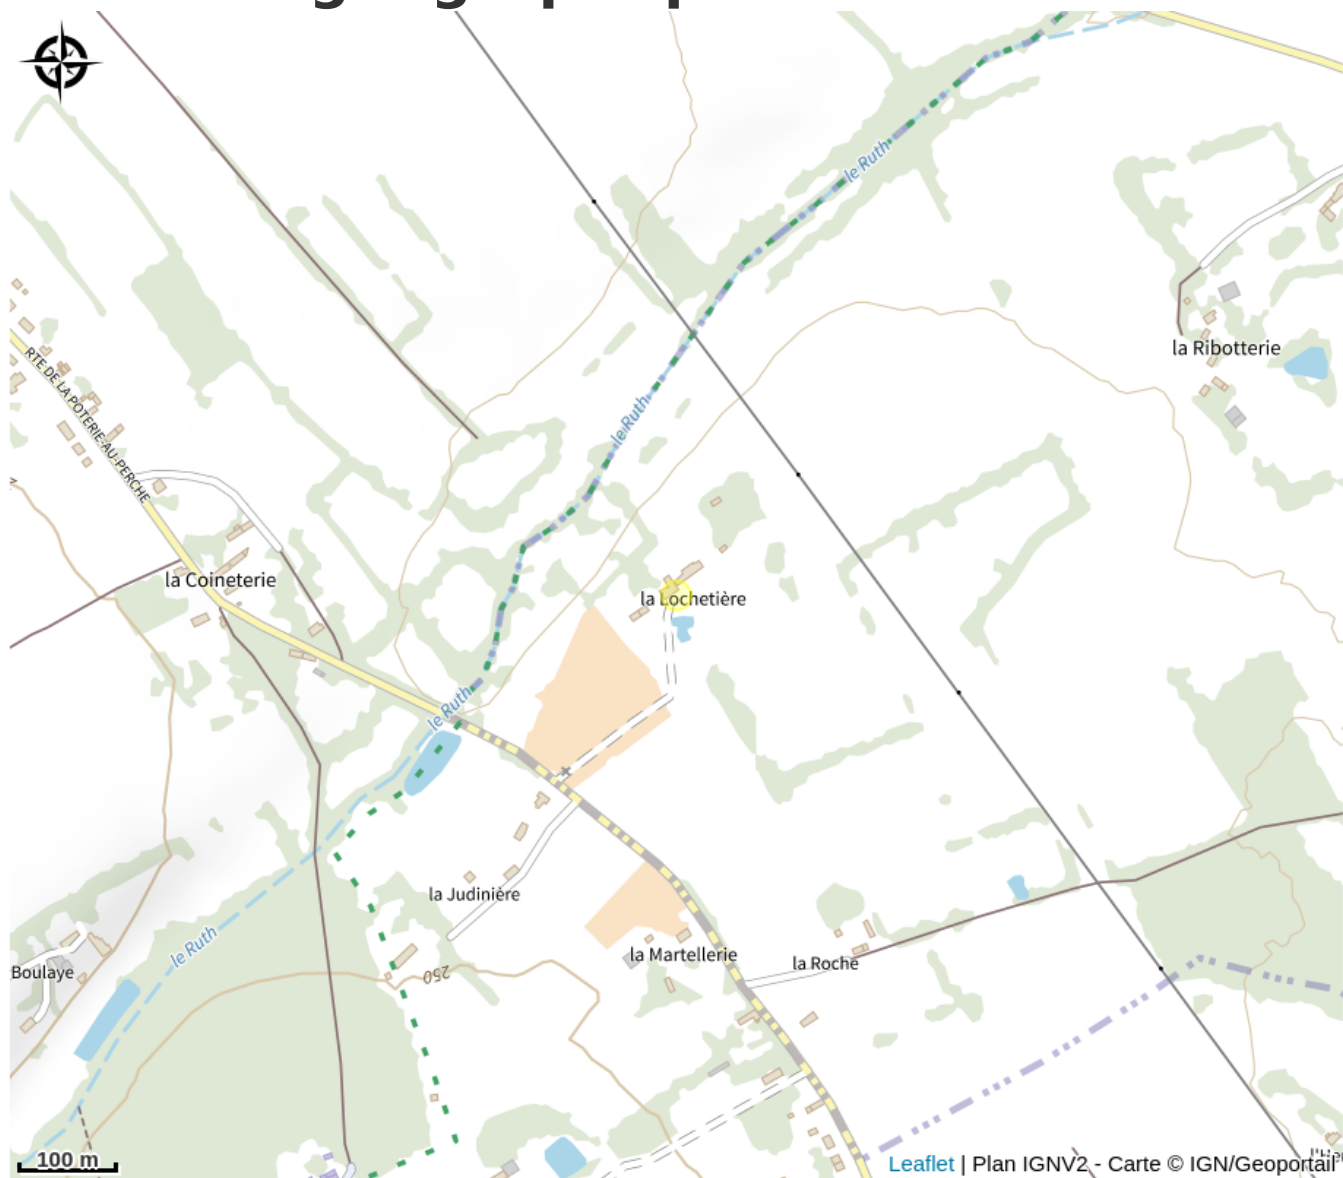 le Ruth
la Ribotterie
RTE DE LA POTERIE-AU-PERCHE
le Ruth
la Coineterie
la Lochetière
le Ruth
la Judinière
la Martellerie
la Roche
le Ruth
Boulaye
250
100 m
Leaflet | Plan IGNV2 - Carte © IGN/Geoportail